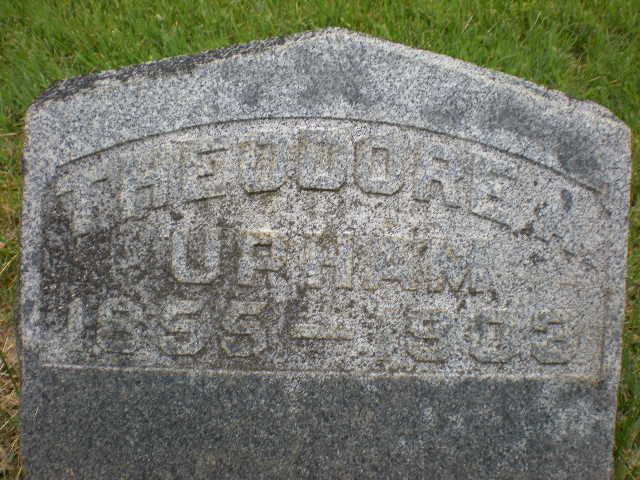 THEODORE A.
UPHAM
1855 — 1903